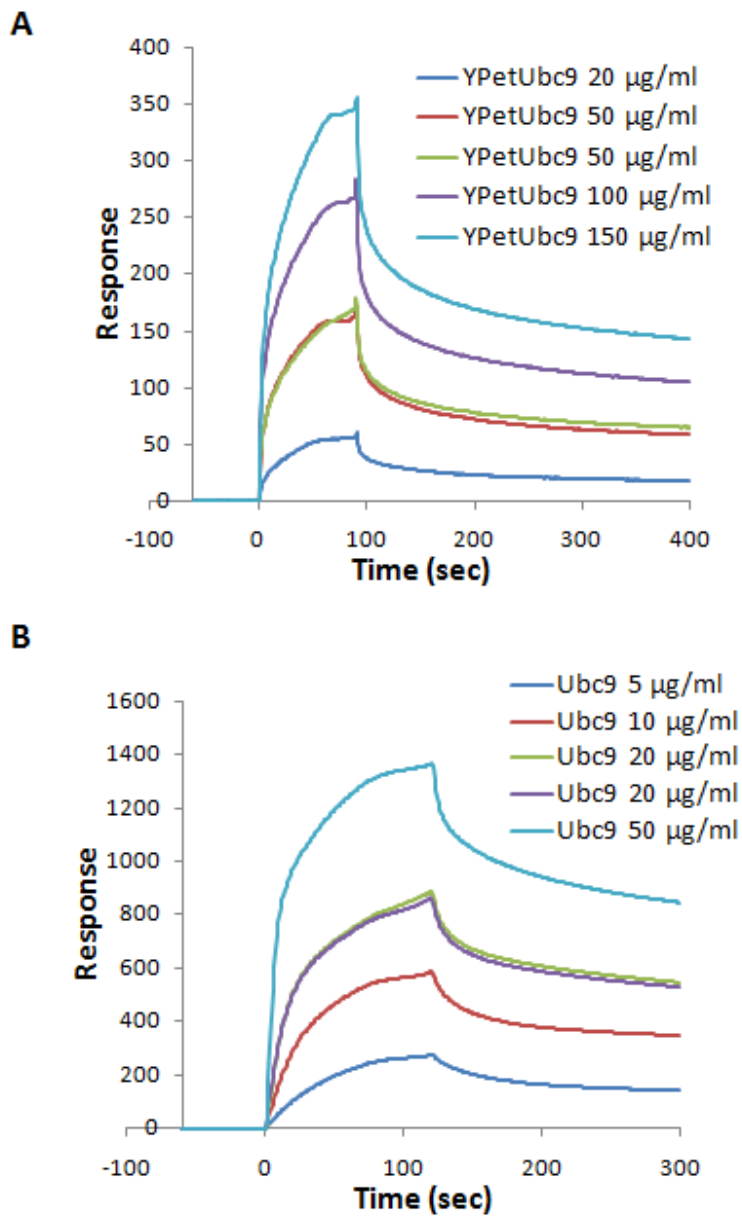 A
400
350
300
250
200
150
100
50
0
Response
YPetUbc9 20 µg/ml
YPetUbc9 50 µg/ml
YPetUbc9 50 µg/ml
YPetUbc9 100 µg/ml
YPetUbc9 150 µg/ml
-100 0 100 200 300 400
Time (sec)
B
1600
1400
1200
1000
800
600
400
200
0
Response
Ubc9 5 µg/ml
Ubc9 10 µg/ml
Ubc9 20 µg/ml
Ubc9 20 µg/ml
Ubc9 50 µg/ml
-100 0 100 200 300
Time (sec)